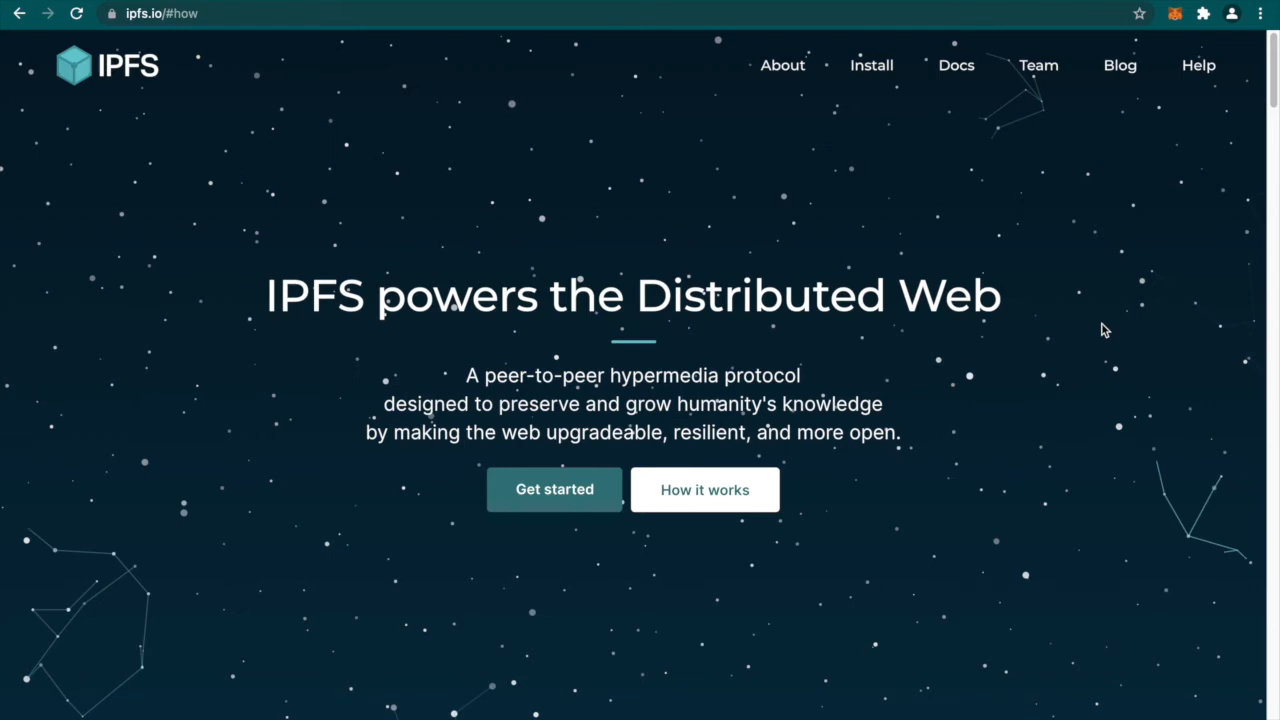 ipfs.io/#how
IPFS
About
Install
Docs
Team
Blog
Help
IPFS powers the Distributed Web
A peer-to-peer hypermedia protocol
designed to preserve and grow humanity's knowledge
by making the web upgradeable, resilient, and more open.
Get started
How it works